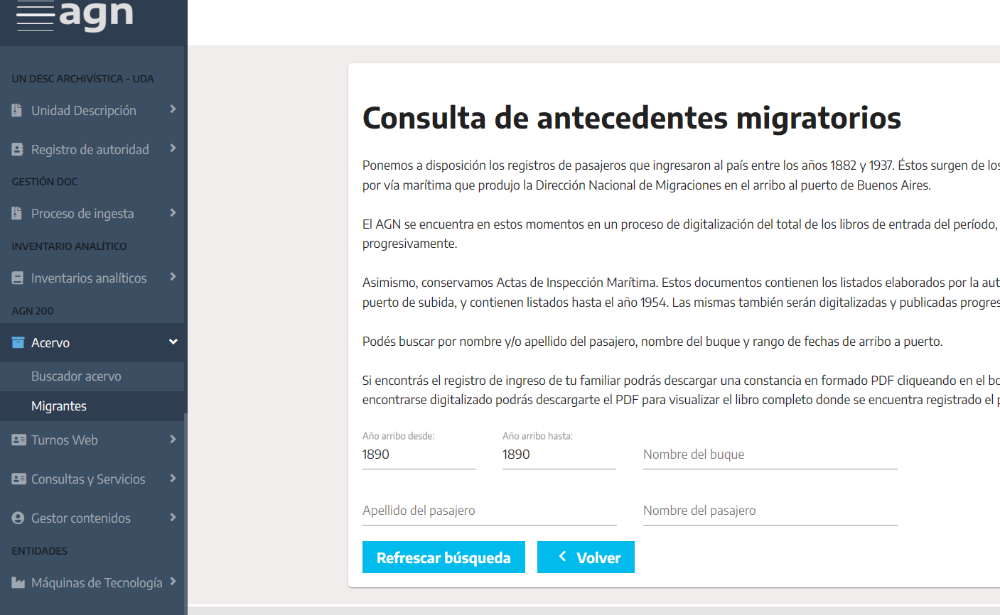 agn
UN DESC ARCHIVÍSTICA - UDA
Unidad Descripción
Registro de autoridad
GESTIÓN DOC
Proceso de ingesta
INVENTARIO ANALÍTICO
Inventarios analíticos
AGN 200
Acervo
Buscador acervo
Migrantes
Turnos Web
Consultas y Servicios
Gestor contenidos
ENTIDADES
Máquinas de Tecnología
Consulta de antecedentes migratorios
Ponemos a disposición los registros de pasajeros que ingresaron al país entre los años 1882 y 1937. Éstos surgen de los
por vía marítima que produjo la Dirección Nacional de Migraciones en el arribo al puerto de Buenos Aires.
El AGN se encuentra en estos momentos en un proceso de digitalización del total de los libros de entrada del período,
progresivamente.
Asimismo, conservamos Actas de Inspección Marítima. Estos documentos contienen los listados elaborados por la aut
puerto de subida, y contienen listados hasta el año 1954. Las mismas también serán digitalizadas y publicadas progres
Podés buscar por nombre y/o apellido del pasajero, nombre del buque y rango de fechas de arribo a puerto.
Si encontrás el registro de ingreso de tu familiar podrás descargar una constancia en formado PDF cliqueando en el bo
encontrarse digitalizado podrás descargarte el PDF para visualizar el libro completo donde se encuentra registrado el p
Año arribo desde: Año arribo hasta:
1890 1890 Nombre del buque
Apellido del pasajero Nombre del pasajero
Refrescar búsqueda Volver